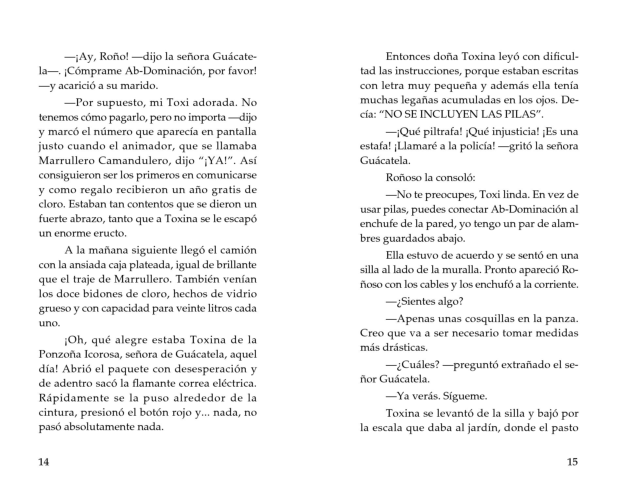 —¡Ay, Roño! —dijo la señora Guácate-
la—. ¡Cómprame Ab-Dominación, por favor!
—y acarició a su marido.
—Por supuesto, mi Toxi adorada. No
tenemos cómo pagarlo, pero no importa —dijo
y marcó el número que aparecía en pantalla
justo cuando el animador, que se llamaba
Marrullero Camandulero, dijo “¡YA!”. Así
consiguieron ser los primeros en comunicarse
y como regalo recibieron un año gratis de
cloro. Estaban tan contentos que se dieron un
fuerte abrazo, tanto que a Toxina se le escapó
un enorme eructo.
A la mañana siguiente llegó el camión
con la ansiada caja plateada, igual de brillante
que el traje de Marrullero. También venían
los doce bidones de cloro, hechos de vidrio
grueso y con capacidad para veinte litros cada
uno.
¡Oh, qué alegre estaba Toxina de la
Ponzoña Icorosa, señora de Guácatela, aquel
día! Abrió el paquete con desesperación y
de adentro sacó la flamante correa eléctrica.
Rápidamente se la puso alrededor de la
cintura, presionó el botón rojo y... nada, no
pasó absolutamente nada.
14
Entonces doña Toxina leyó con dificul-
tad las instrucciones, porque estaban escritas
con letra muy pequeña y además ella tenía
muchas legañas acumuladas en los ojos. De-
cía: “NO SE INCLUYEN LAS PILAS”.
—¡Qué piltrafa! ¡Qué injusticia! ¡Es una
estafa! ¡Llamaré a la policía! —gritó la señora
Guácatela.
Roñoso la consoló:
—No te preocupes, Toxi linda. En vez de
usar pilas, puedes conectar Ab-Dominación al
enchufe de la pared, yo tengo un par de alam-
bres guardados abajo.
Ella estuvo de acuerdo y se sentó en una
silla al lado de la muralla. Pronto apareció Ro-
ñoso con los cables y los enchufó a la corriente.
—¿Sientes algo?
—Apenas unas cosquillas en la panza.
Creo que va a ser necesario tomar medidas
más drásticas.
—¿Cuáles? —preguntó extrañado el se-
ñor Guácatela.
—Ya verás. Sígueme.
Toxina se levantó de la silla y bajó por
la escala que daba al jardín, donde el pasto
15